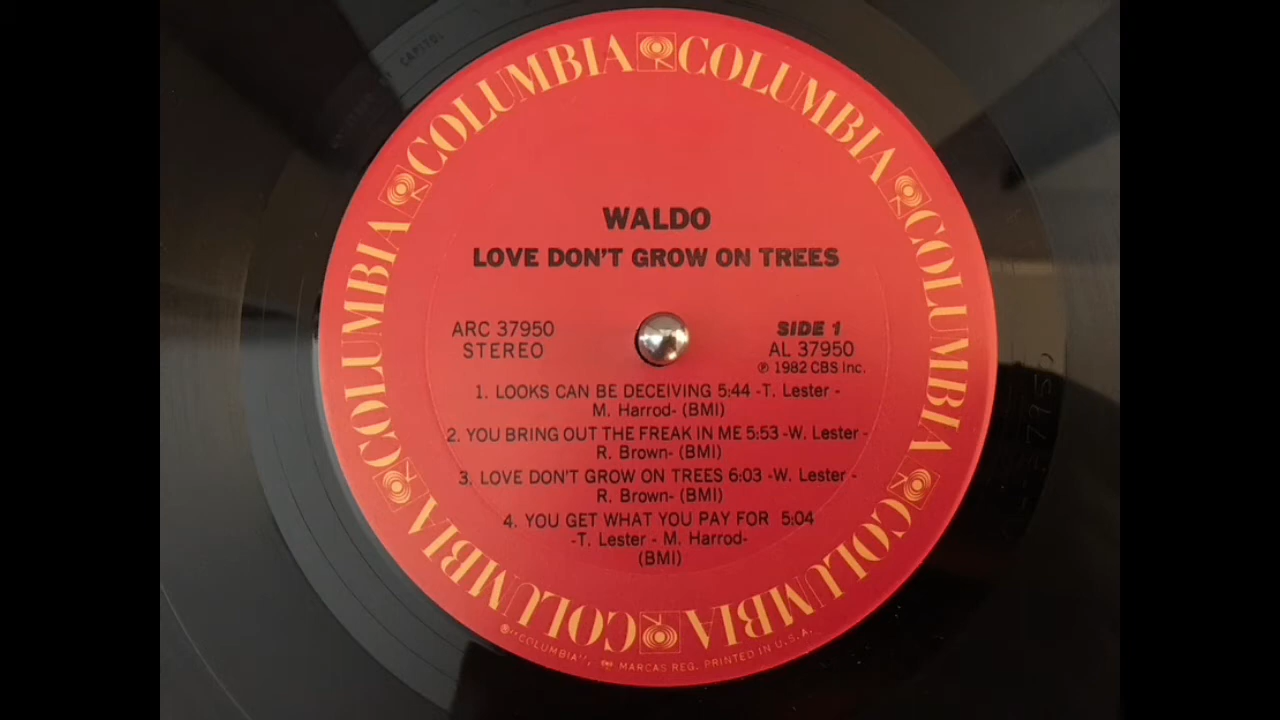 COLUMBIA COLUMBIA COLUMBIA COLUMBIA COLUMBIA COLUMBIA
WALDO
LOVE DON'T GROW ON TREES
ARC 37950
STEREO
SIDE 1
AL 37950
℗ 1982 CBS Inc.
1. LOOKS CAN BE DECEIVING 5:44 -T. Lester -
M. Harrod- (BMI)
2. YOU BRING OUT THE FREAK IN ME 5:53 -W. Lester -
R. Brown- (BMI)
3. LOVE DON'T GROW ON TREES 6:03 -W. Lester -
R. Brown- (BMI)
4. YOU GET WHAT YOU PAY FOR 5:04
-T. Lester - M. Harrod-
(BMI)
"COLUMBIA", MARCAS REG. PRINTED IN U.S.A.
CAPITOL